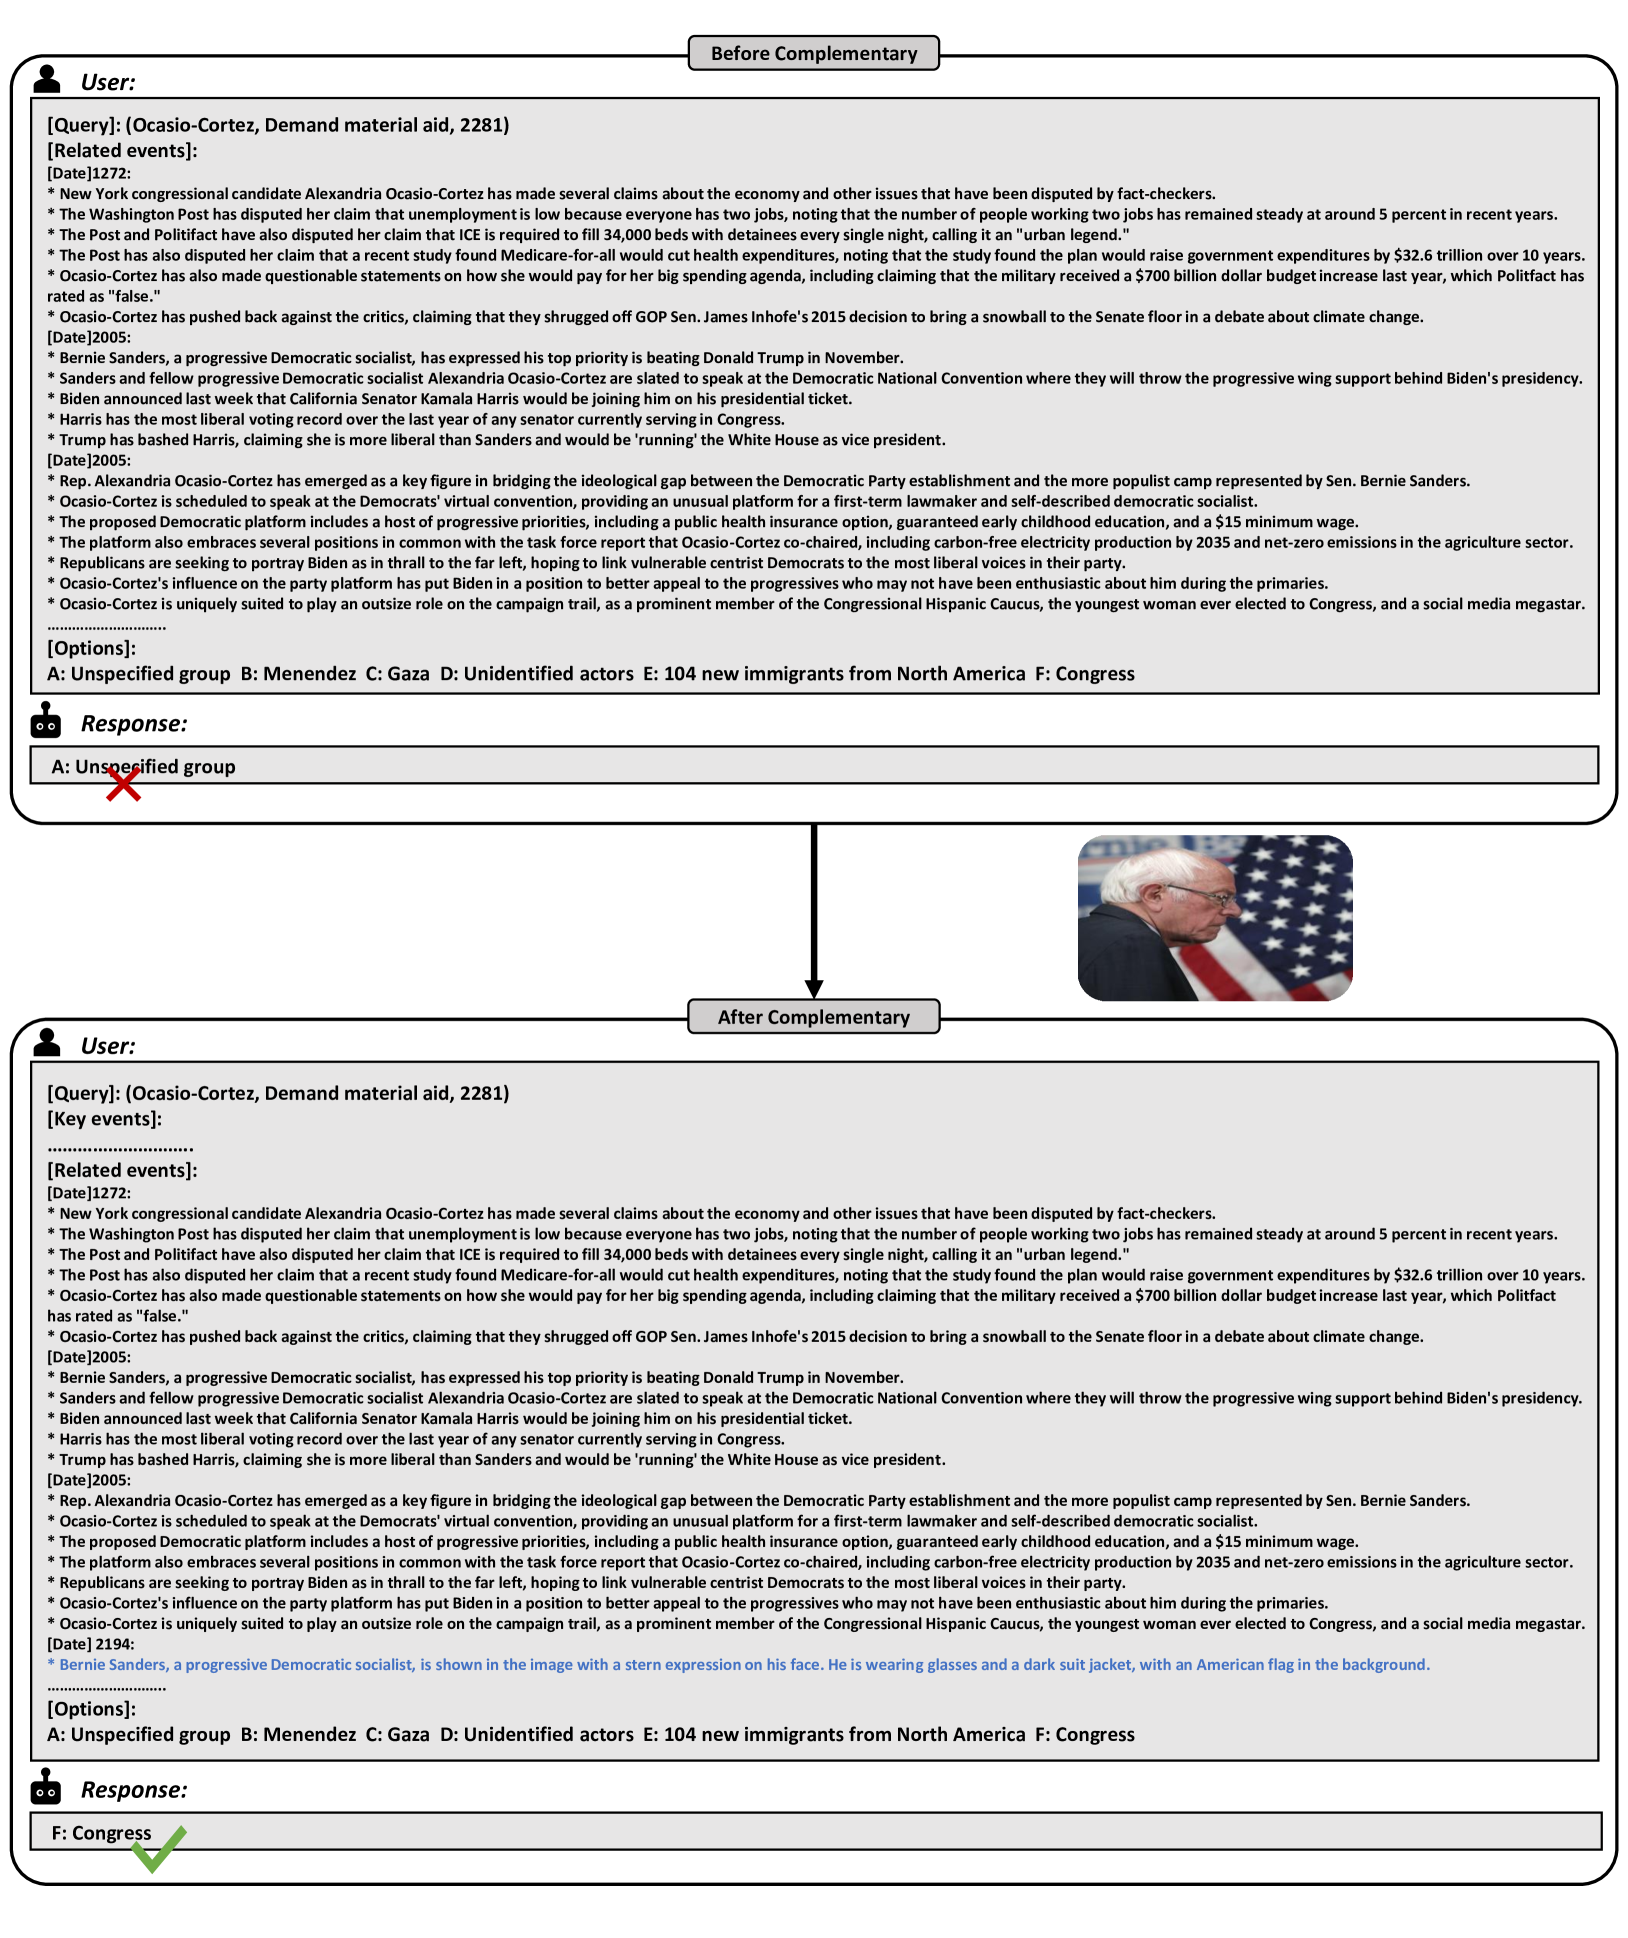 Before Complementary
User:
[Query]: (Ocasio-Cortez, Demand material aid, 2281)
[Related events]:
[Date]1272:
* New York congressional candidate Alexandria Ocasio-Cortez has made several claims about the economy and other issues that have been disputed by fact-checkers.
* The Washington Post has disputed her claim that unemployment is low because everyone has two jobs, noting that the number of people working two jobs has remained steady at around 5 percent in recent years.
* The Post and Politifact have also disputed her claim that ICE is required to fill 34,000 beds with detainees every single night, calling it an "urban legend."
* The Post has also disputed her claim that a recent study found Medicare-for-all would cut health expenditures, noting that the study found the plan would raise government expenditures by $32.6 trillion over 10 years.
* Ocasio-Cortez has also made questionable statements on how she would pay for her big spending agenda, including claiming that the military received a $700 billion dollar budget increase last year, which Politfact has
rated as "false."
* Ocasio-Cortez has pushed back against the critics, claiming that they shrugged off GOP Sen. James Inhofe's 2015 decision to bring a snowball to the Senate floor in a debate about climate change.
[Date]2005:
* Bernie Sanders, a progressive Democratic socialist, has expressed his top priority is beating Donald Trump in November.
* Sanders and fellow progressive Democratic socialist Alexandria Ocasio-Cortez are slated to speak at the Democratic National Convention where they will throw the progressive wing support behind Biden's presidency.
* Biden announced last week that California Senator Kamala Harris would be joining him on his presidential ticket.
* Harris has the most liberal voting record over the last year of any senator currently serving in Congress.
* Trump has bashed Harris, claiming she is more liberal than Sanders and would be 'running' the White House as vice president.
[Date]2005:
* Rep. Alexandria Ocasio-Cortez has emerged as a key figure in bridging the ideological gap between the Democratic Party establishment and the more populist camp represented by Sen. Bernie Sanders.
* Ocasio-Cortez is scheduled to speak at the Democrats' virtual convention, providing an unusual platform for a first-term lawmaker and self-described democratic socialist.
* The proposed Democratic platform includes a host of progressive priorities, including a public health insurance option, guaranteed early childhood education, and a $15 minimum wage.
* The platform also embraces several positions in common with the task force report that Ocasio-Cortez co-chaired, including carbon-free electricity production by 2035 and net-zero emissions in the agriculture sector.
* Republicans are seeking to portray Biden as in thrall to the far left, hoping to link vulnerable centrist Democrats to the most liberal voices in their party.
* Ocasio-Cortez's influence on the party platform has put Biden in a position to better appeal to the progressives who may not have been enthusiastic about him during the primaries.
* Ocasio-Cortez is uniquely suited to play an outsize role on the campaign trail, as a prominent member of the Congressional Hispanic Caucus, the youngest woman ever elected to Congress, and a social media megastar.
............................
[Options]:
A: Unspecified group B: Menendez C: Gaza D: Unidentified actors E: 104 new immigrants from North America F: Congress
Response:
A: Unspecified group
After Complementary
User:
[Query]: (Ocasio-Cortez, Demand material aid, 2281)
[Key events]:
............................
[Related events]:
[Date]1272:
* New York congressional candidate Alexandria Ocasio-Cortez has made several claims about the economy and other issues that have been disputed by fact-checkers.
* The Washington Post has disputed her claim that unemployment is low because everyone has two jobs, noting that the number of people working two jobs has remained steady at around 5 percent in recent years.
* The Post and Politifact have also disputed her claim that ICE is required to fill 34,000 beds with detainees every single night, calling it an "urban legend."
* The Post has also disputed her claim that a recent study found Medicare-for-all would cut health expenditures, noting that the study found the plan would raise government expenditures by $32.6 trillion over 10 years.
* Ocasio-Cortez has also made questionable statements on how she would pay for her big spending agenda, including claiming that the military received a $700 billion dollar budget increase last year, which Politfact
has rated as "false."
* Ocasio-Cortez has pushed back against the critics, claiming that they shrugged off GOP Sen. James Inhofe's 2015 decision to bring a snowball to the Senate floor in a debate about climate change.
[Date]2005:
* Bernie Sanders, a progressive Democratic socialist, has expressed his top priority is beating Donald Trump in November.
* Sanders and fellow progressive Democratic socialist Alexandria Ocasio-Cortez are slated to speak at the Democratic National Convention where they will throw the progressive wing support behind Biden's presidency.
* Biden announced last week that California Senator Kamala Harris would be joining him on his presidential ticket.
* Harris has the most liberal voting record over the last year of any senator currently serving in Congress.
* Trump has bashed Harris, claiming she is more liberal than Sanders and would be 'running' the White House as vice president.
[Date]2005:
* Rep. Alexandria Ocasio-Cortez has emerged as a key figure in bridging the ideological gap between the Democratic Party establishment and the more populist camp represented by Sen. Bernie Sanders.
* Ocasio-Cortez is scheduled to speak at the Democrats' virtual convention, providing an unusual platform for a first-term lawmaker and self-described democratic socialist.
* The proposed Democratic platform includes a host of progressive priorities, including a public health insurance option, guaranteed early childhood education, and a $15 minimum wage.
* The platform also embraces several positions in common with the task force report that Ocasio-Cortez co-chaired, including carbon-free electricity production by 2035 and net-zero emissions in the agriculture sector.
* Republicans are seeking to portray Biden as in thrall to the far left, hoping to link vulnerable centrist Democrats to the most liberal voices in their party.
* Ocasio-Cortez's influence on the party platform has put Biden in a position to better appeal to the progressives who may not have been enthusiastic about him during the primaries.
* Ocasio-Cortez is uniquely suited to play an outsize role on the campaign trail, as a prominent member of the Congressional Hispanic Caucus, the youngest woman ever elected to Congress, and a social media megastar.
[Date] 2194:
* Bernie Sanders, a progressive Democratic socialist, is shown in the image with a stern expression on his face. He is wearing glasses and a dark suit jacket, with an American flag in the background.
............................
[Options]:
A: Unspecified group B: Menendez C: Gaza D: Unidentified actors E: 104 new immigrants from North America F: Congress
Response:
F: Congress